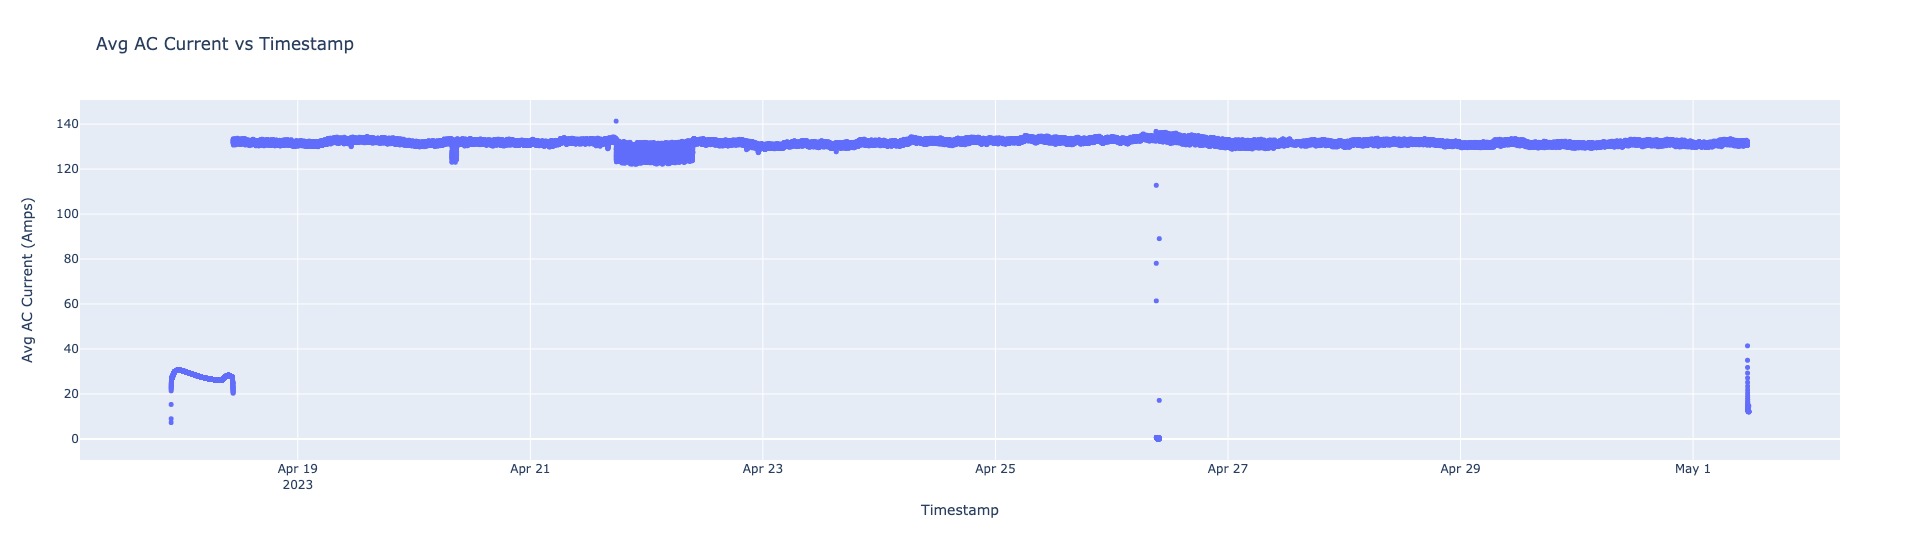 Avg AC Current vs Timestamp
140
120
100
80
60
40
20
0
Avg AC Current (Amps)
Apr 19
2023
Apr 21
Apr 23
Apr 25
Apr 27
Apr 29
May 1
Timestamp